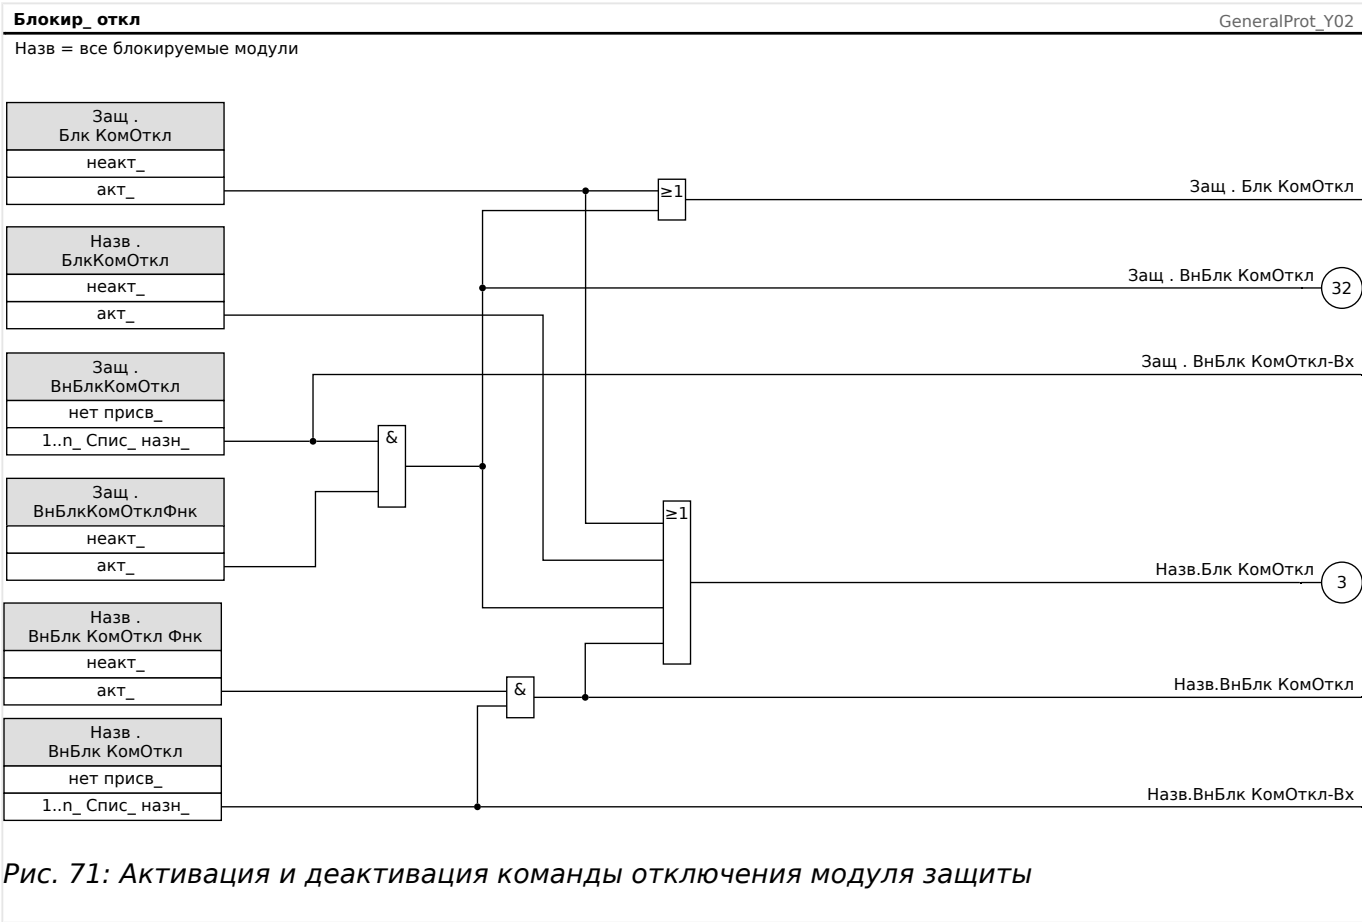 Блокир_ откл
GeneralProt_Y02
Назв = все блокируемые модули
Защ .
Блк КомОткл
неакт_
акт_
≥1
Защ . Блк КомОткл
Назв .
БлкКомОткл
неакт_
акт_
Защ . ВнБлк КомОткл
32
Защ .
ВнБлкКомОткл
нет присв_
1..n_ Спис_ назн_
Защ . ВнБлк КомОткл-Вх
&
Защ .
ВнБлкКомОтклФнк
неакт_
акт_
≥1
Назв.Блк КомОткл
3
Назв .
ВнБлк КомОткл Фнк
неакт_
акт_
&
Назв.ВнБлк КомОткл
Назв .
ВнБлк КомОткл
нет присв_
1..n_ Спис_ назн_
Назв.ВнБлк КомОткл-Вх
Рис. 71: Активация и деактивация команды отключения модуля защиты